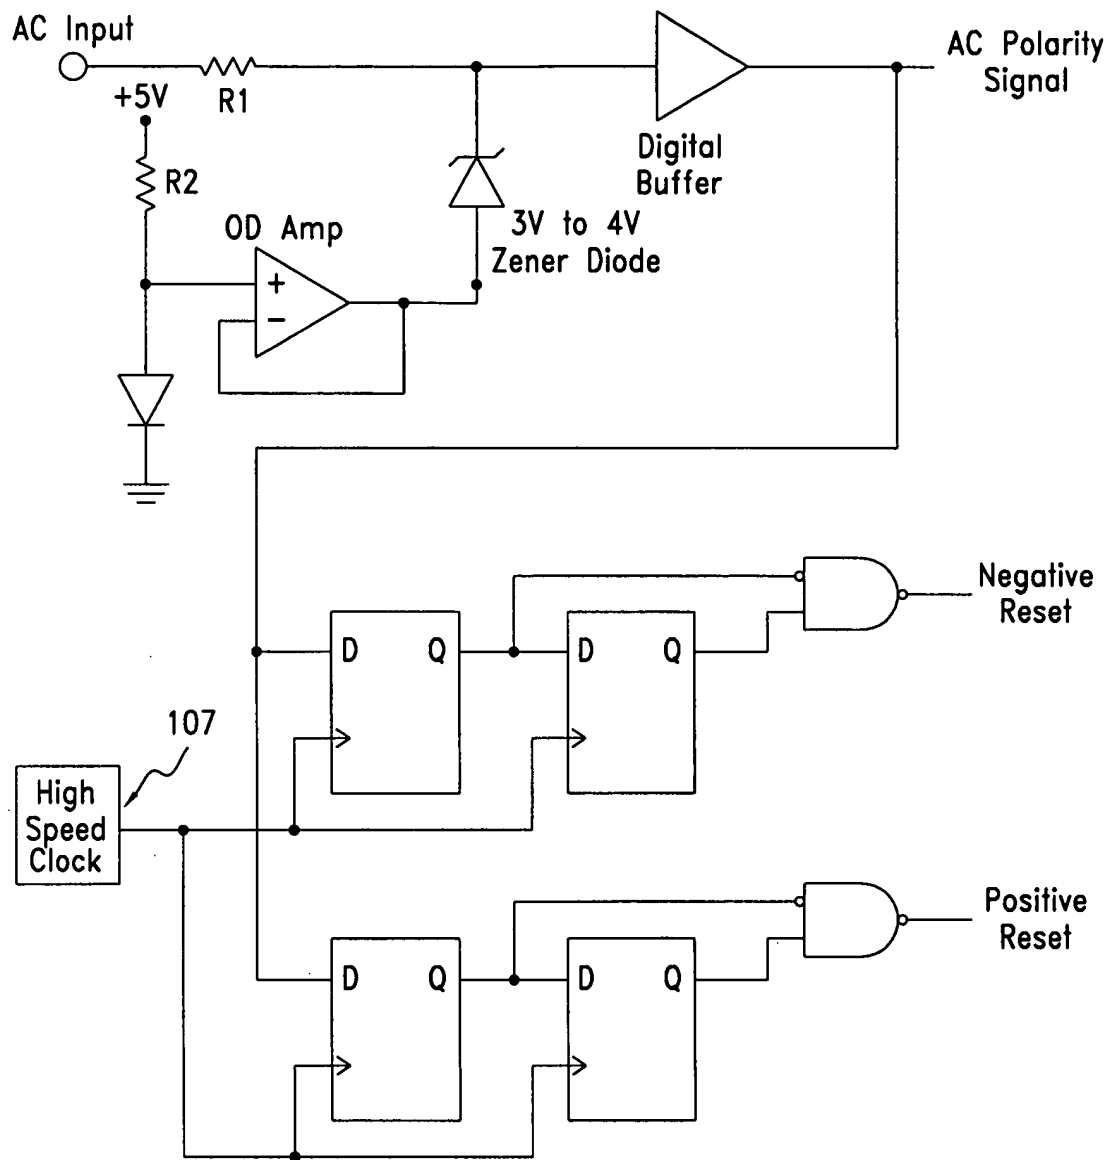 AC Input
R1
+5V
R2
OD Amp
+
−
3V to 4V
Zener Diode
Digital
Buffer
AC Polarity
Signal
D Q
D Q
Negative
Reset
107
High
Speed
Clock
D Q
D Q
Positive
Reset